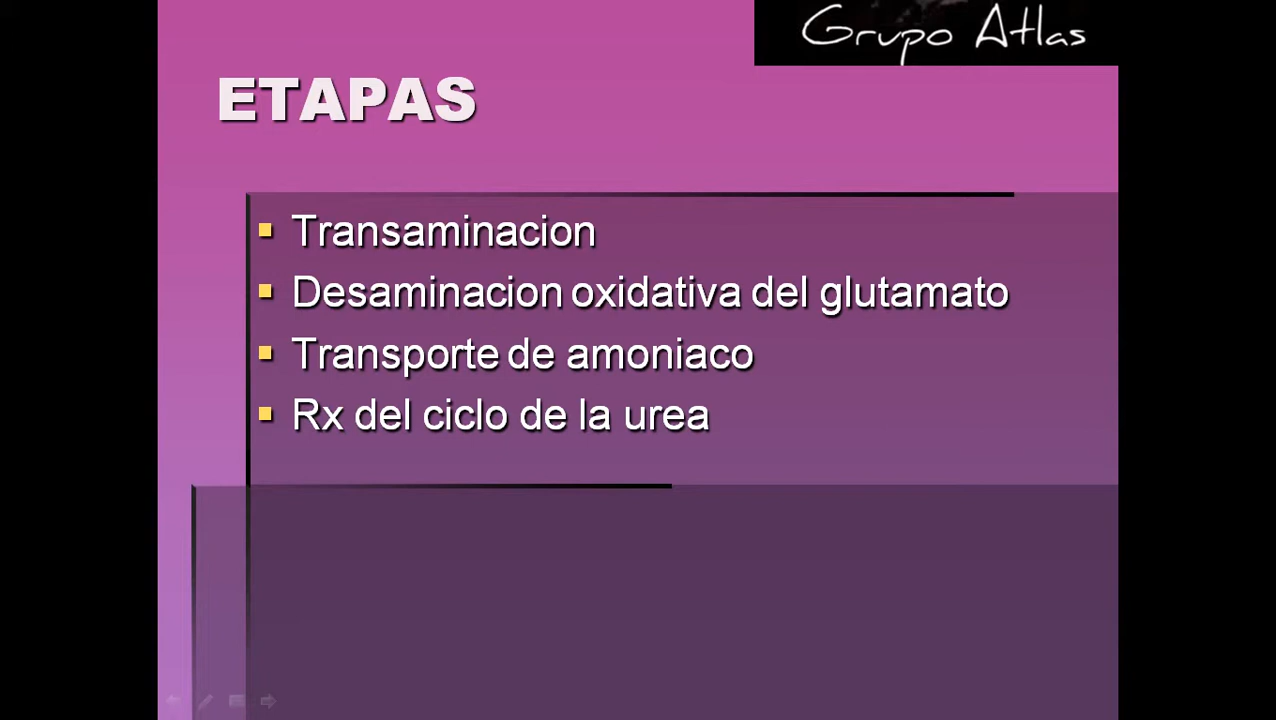 Grupo Atlas
ETAPAS
Transaminacion
Desaminacion oxidativa del glutamato
Transporte de amoniaco
Rx del ciclo de la urea